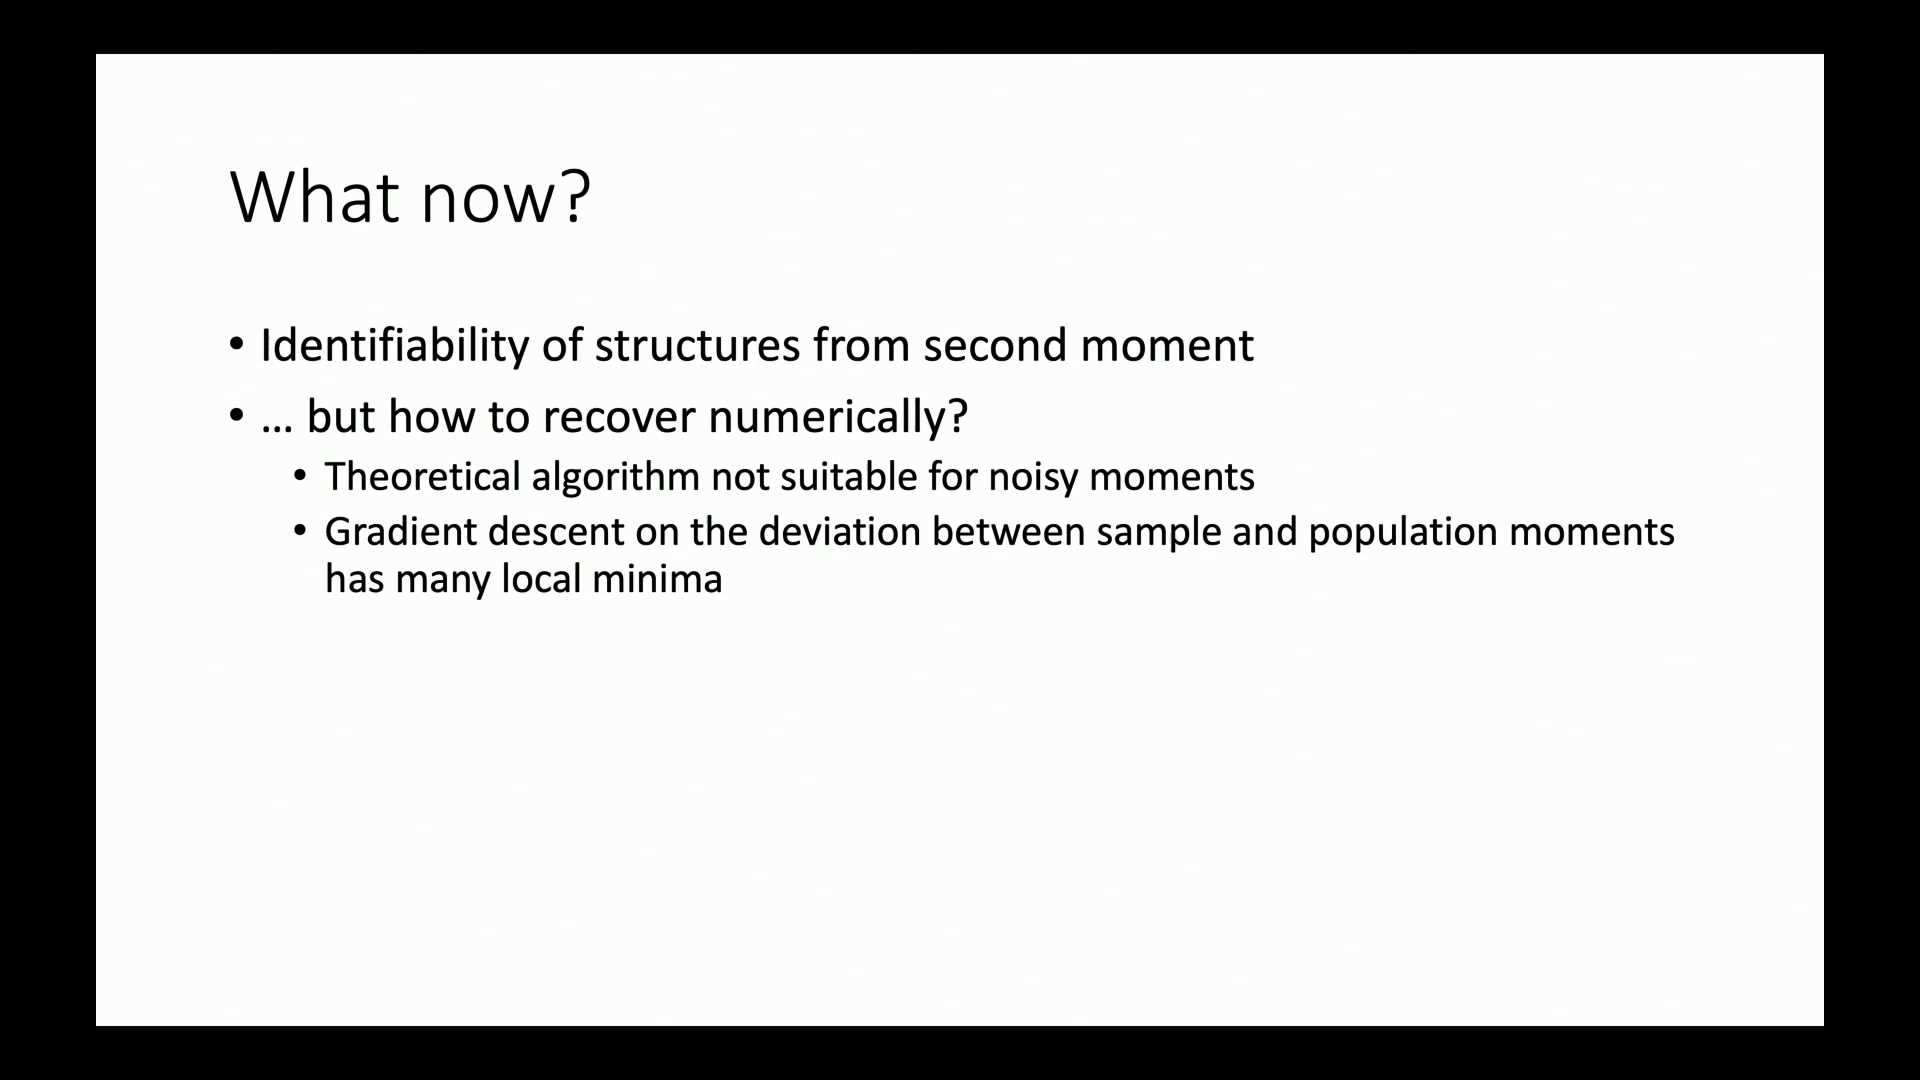 What now?
• Identifiability of structures from second moment
• … but how to recover numerically?
• Theoretical algorithm not suitable for noisy moments
• Gradient descent on the deviation between sample and population moments
has many local minima